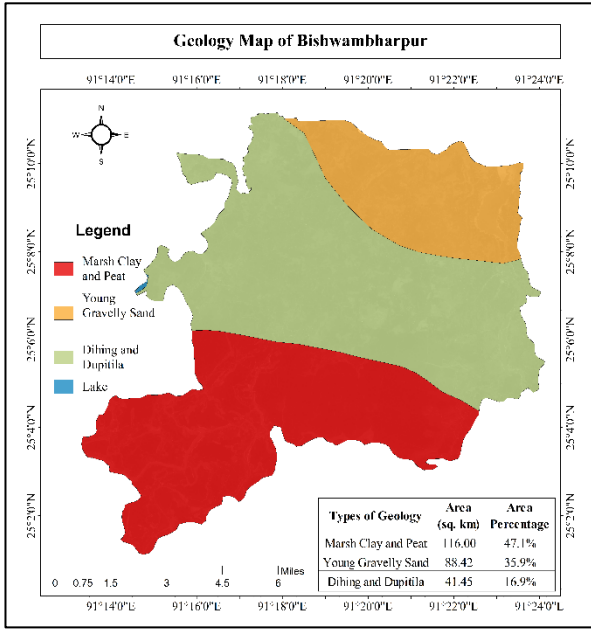 Geology Map of Bishwambharpur
91°14'0"E 91°16'0"E 91°18'0"E 91°20'0"E 91°22'0"E 91°24'0"E
N
W E
S
25°10'0"N 25°10'0"N
25°8'0"N 25°8'0"N
25°6'0"N 25°6'0"N
25°4'0"N 25°4'0"N
25°2'0"N 25°2'0"N
Legend
Marsh Clay
and Peat
Young
Gravelly Sand
Dihing and
Dupitila
Lake
Miles
0 0.75 1.5 3 4.5 6
Types of Geology Area (sq. km) Area Percentage
Marsh Clay and Peat 116.00 47.1%
Young Gravelly Sand 88.42 35.9%
Dihing and Dupitila 41.45 16.9%
91°14'0"E 91°16'0"E 91°18'0"E 91°20'0"E 91°22'0"E 91°24'0"E